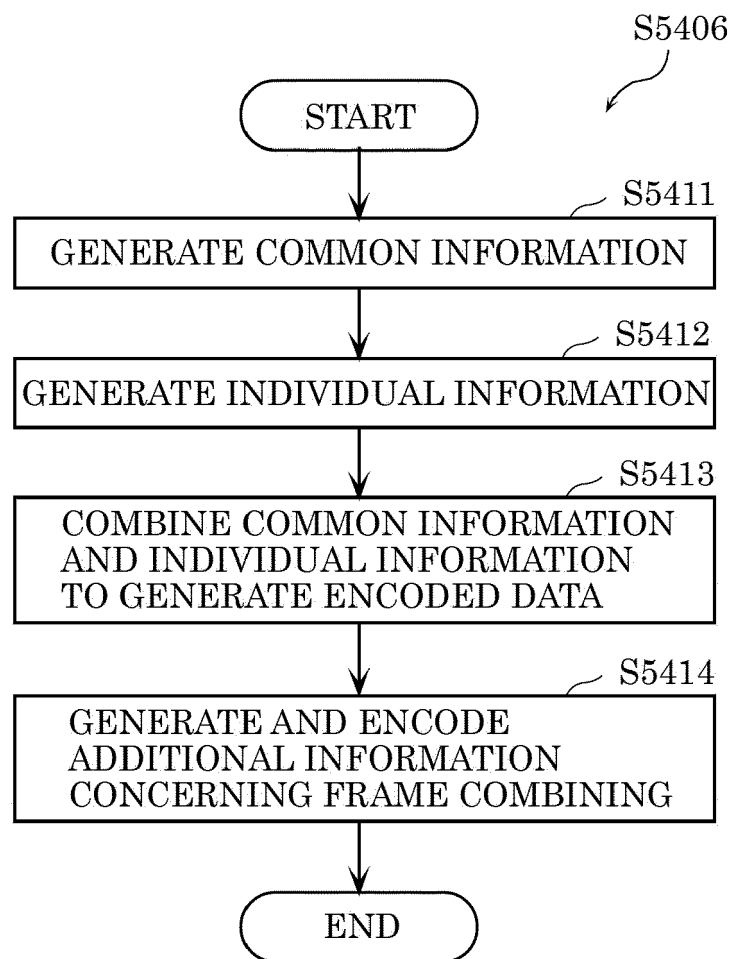 S5406
START
S5411
GENERATE COMMON INFORMATION
S5412
GENERATE INDIVIDUAL INFORMATION
S5413
COMBINE COMMON INFORMATION
AND INDIVIDUAL INFORMATION
TO GENERATE ENCODED DATA
S5414
GENERATE AND ENCODE
ADDITIONAL INFORMATION
CONCERNING FRAME COMBINING
END